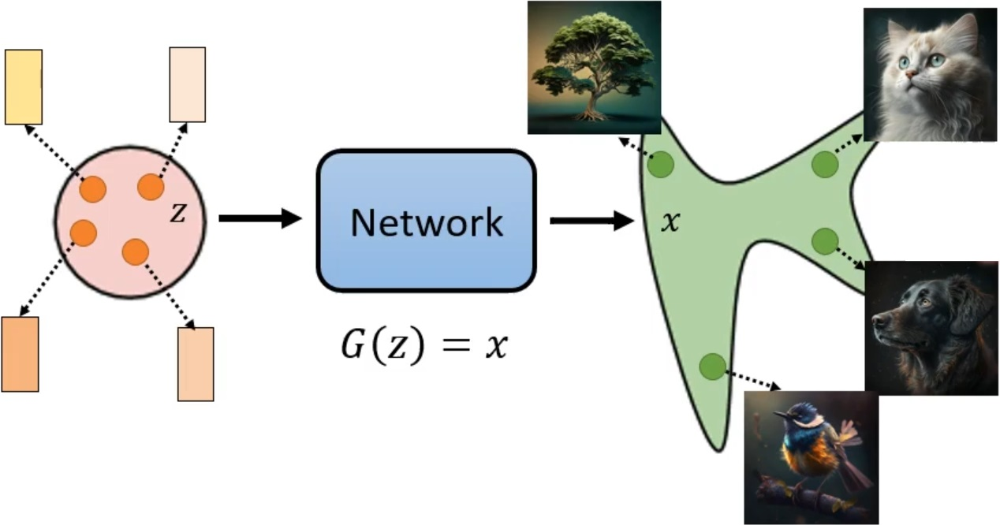 z
Network
x
G(z) = x